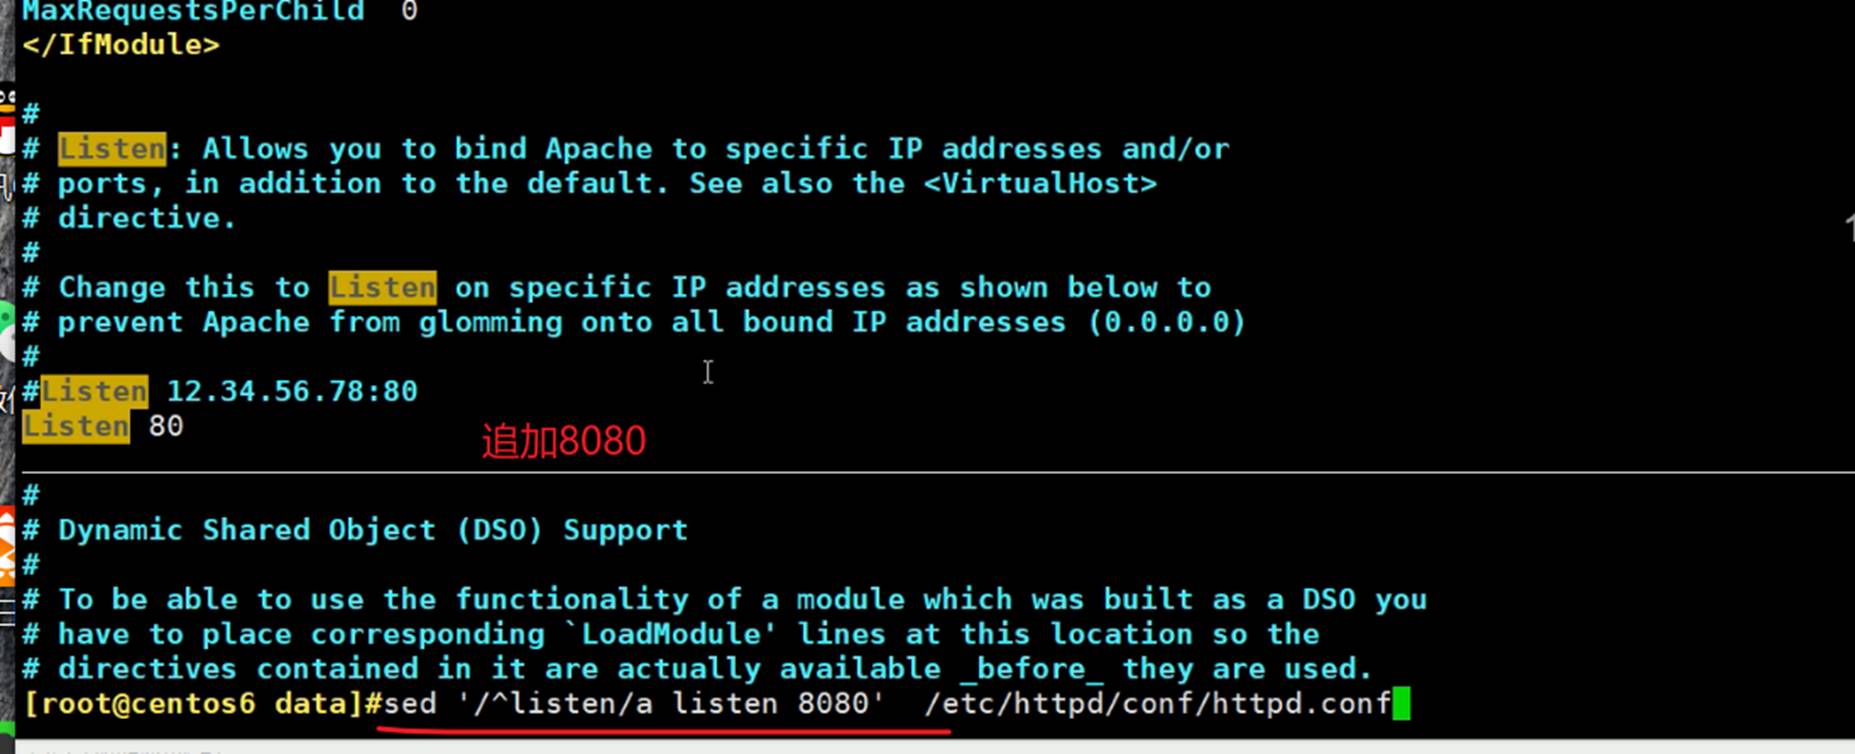 MaxRequestsPerChild  0
</IfModule>
#
# Listen: Allows you to bind Apache to specific IP addresses and/or
# ports, in addition to the default. See also the <VirtualHost>
# directive.
#
# Change this to Listen on specific IP addresses as shown below to
# prevent Apache from glomming onto all bound IP addresses (0.0.0.0)
#
#Listen 12.34.56.78:80
Listen 80
追加8080
#
# Dynamic Shared Object (DSO) Support
#
# To be able to use the functionality of a module which was built as a DSO you
# have to place corresponding `LoadModule' lines at this location so the
# directives contained in it are actually available _before_ they are used.
[root@centos6 data]#sed '/^listen/a listen 8080'  /etc/httpd/conf/httpd.conf